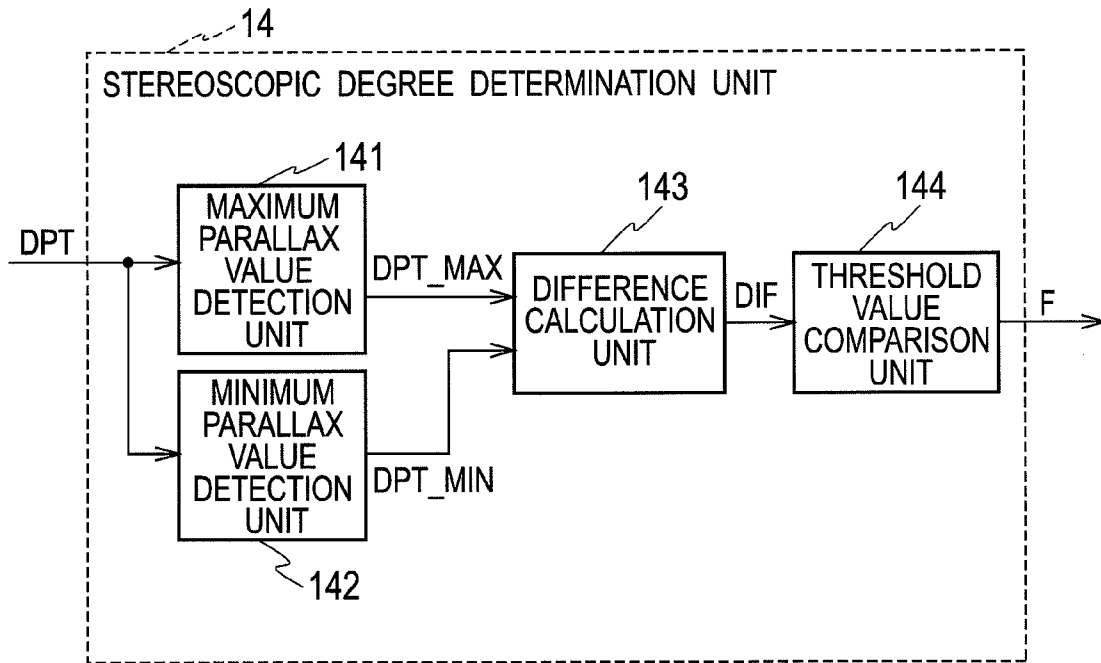 14
STEREOSCOPIC DEGREE DETERMINATION UNIT
141
MAXIMUM
PARALLAX
VALUE
DETECTION
UNIT
DPT
DPT_MAX
143
DIFFERENCE
CALCULATION
UNIT
DIF
144
THRESHOLD
VALUE
COMPARISON
UNIT
F
MINIMUM
PARALLAX
VALUE
DETECTION
UNIT
DPT_MIN
142